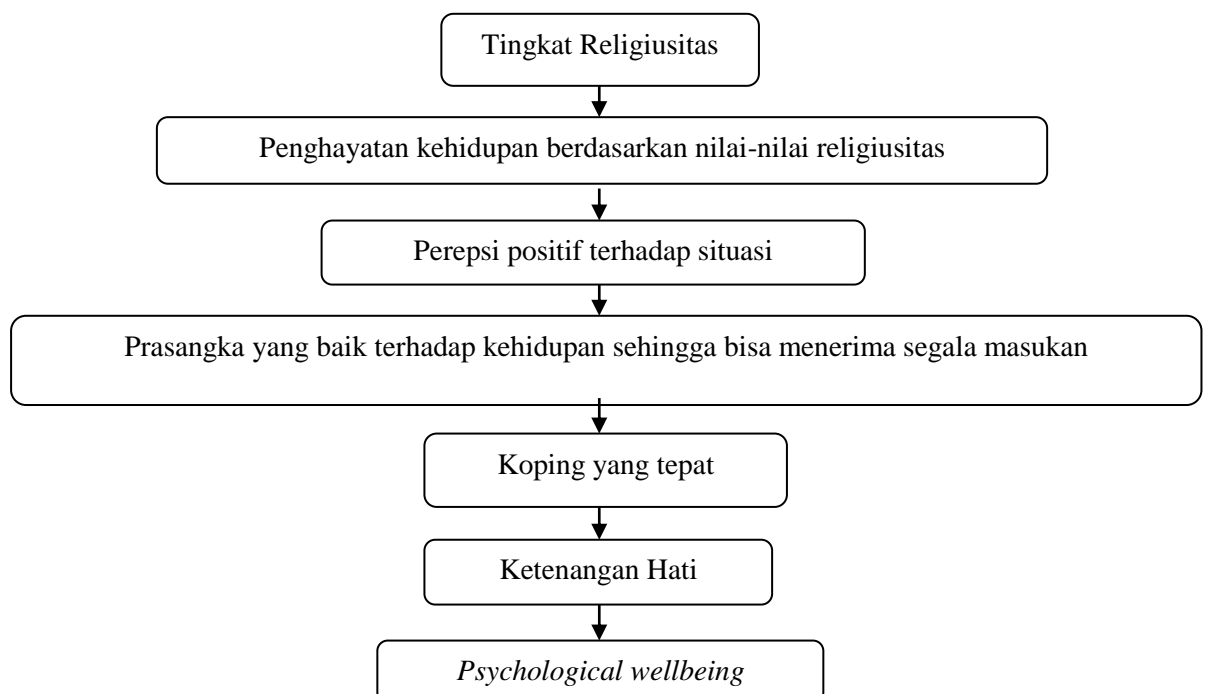 Tingkat Religiusitas
Penghayatan kehidupan berdasarkan nilai-nilai religiusitas
Perepsi positif terhadap situasi
Prasangka yang baik terhadap kehidupan sehingga bisa menerima segala masukan
Koping yang tepat
Ketenangan Hati
Psychological wellbeing